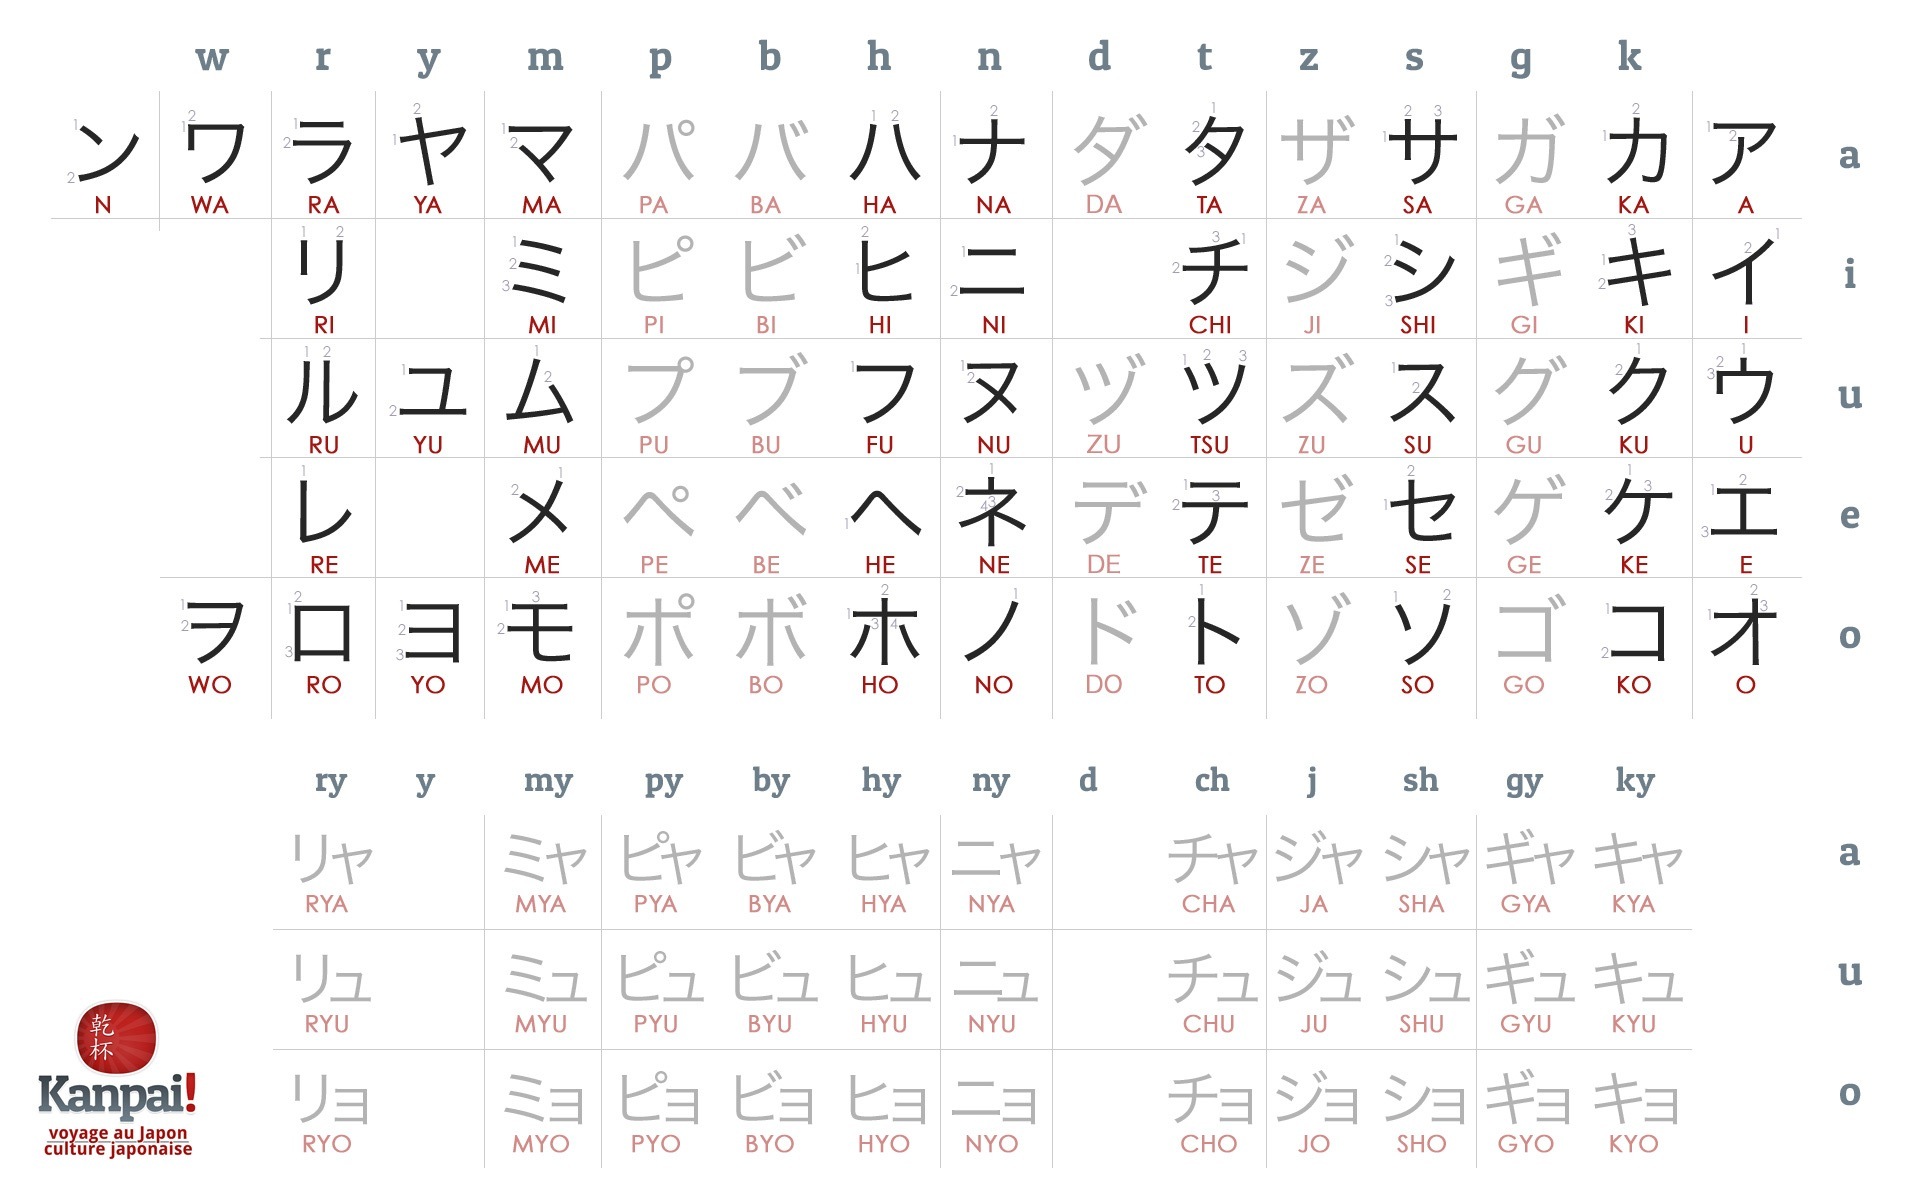 w r y m p b h n d t z s g k
ン ワ ラ ヤ マ パ バ ハ ナ ダ タ ザ サ ガ カ ア a
N WA RA YA MA PA BA HA NA DA TA ZA SA GA KA A
リ ミ ピ ビ ヒ ニ チ ジ シ ギ キ イ i
RI MI PI BI HI NI CHI JI SHI GI KI I
ル ユ ム プ ブ フ ヌ ヅ ツ ズ ス グ ク ウ u
RU YU MU PU BU FU NU ZU TSU ZU SU GU KU U
レ メ ペ ベ ヘ ネ デ テ ゼ セ ゲ ケ エ e
RE ME PE BE HE NE DE TE ZE SE GE KE E
ヲ ロ ヨ モ ポ ボ ホ ノ ド ト ゾ ソ ゴ コ オ o
WO RO YO MO PO BO HO NO DO TO ZO SO GO KO O
ry y my py by hy ny d ch j sh gy ky
リャ ミャ ピャ ビャ ヒャ ニャ チャ ジャ シャ ギャ キャ a
RYA MYA PYA BYA HYA NYA CHA JA SHA GYA KYA
リュ ミュ ピュ ビュ ヒュ ニュ チュ ジュ シュ ギュ キュ u
RYU MYU PYU BYU HYU NYU CHU JU SHU GYU KYU
リョ ミョ ピョ ビョ ヒョ ニョ チョ ジョ ショ ギョ キョ o
RYO MYO PYO BYO HYO NYO CHO JO SHO GYO KYO
乾杯
Kanpai!
voyage au Japon
culture japonaise